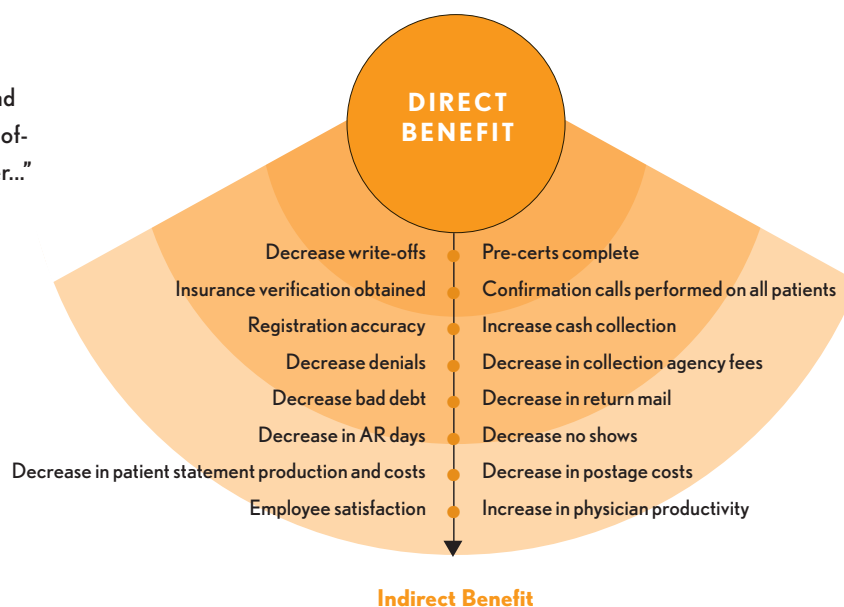 nd
of-
r...”
DIRECT
BENEFIT
Decrease write-offs Pre-certs complete
Insurance verification obtained Confirmation calls performed on all patients
Registration accuracy Increase cash collection
Decrease denials Decrease in collection agency fees
Decrease bad debt Decrease in return mail
Decrease in AR days Decrease no shows
Decrease in patient statement production and costs Decrease in postage costs
Employee satisfaction Increase in physician productivity
Indirect Benefit